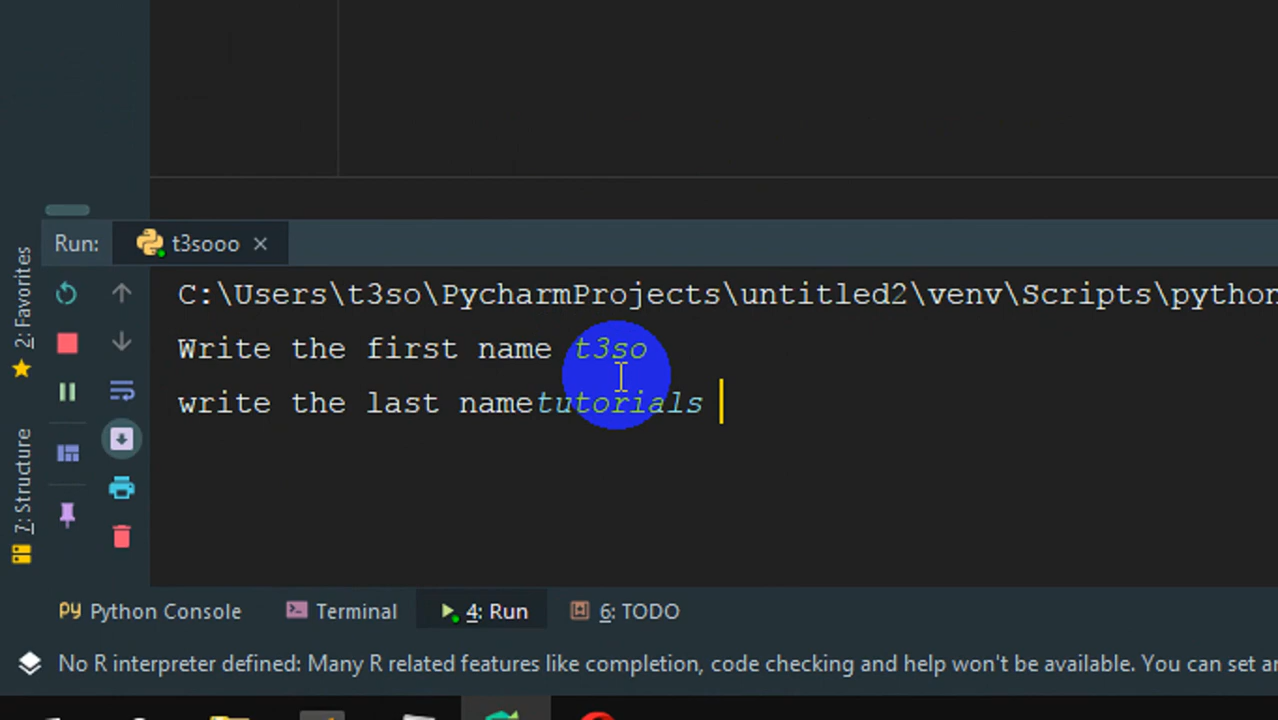 Run: t3sooo
C:\Users\t3so\PycharmProjects\untitled2\venv\Scripts\python
Write the first name t3so
write the last nametutorials
2: Favorites
7: Structure
Python Console Terminal 4: Run 6: TODO
No R interpreter defined: Many R related features like completion, code checking and help won't be available. You can set an